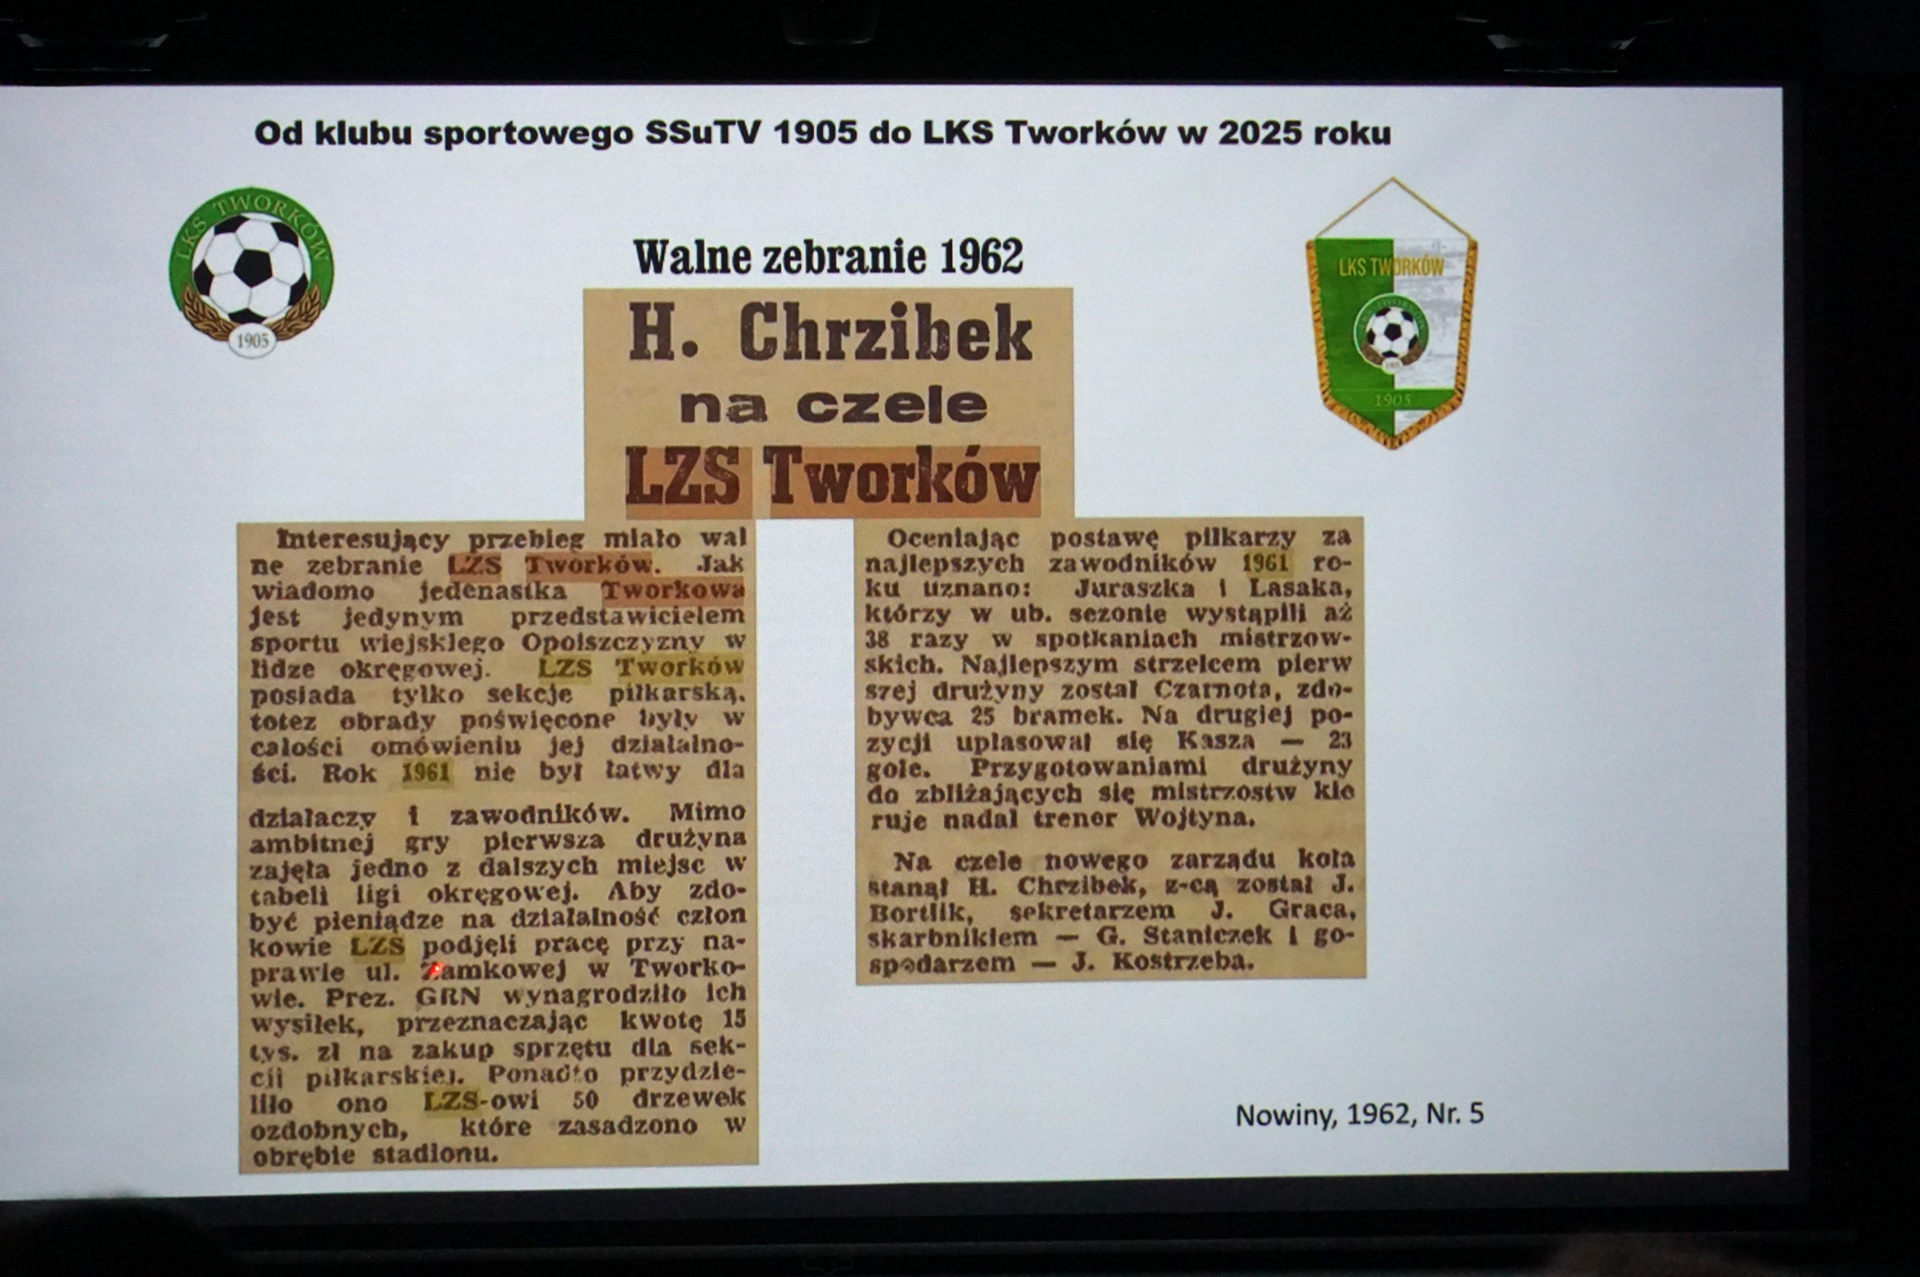 Od klubu sportowego SSuTV 1905 do LKS Tworków w 2025 roku
LKS TWORKÓW
1905
LKS TWORKÓW
1905
Walne zebranie 1962
H. Chrzibek
na czele
LZS Tworków
Interesujący przebieg miało wal
ne zebranie LZS Tworków. Jak
wiadomo jedenastka Tworkowa
jest jedynym przedstawicielem
sportu wiejskiego Opolszczyzny w
lidze okręgowej. LZS Tworków
posiada tylko sekcję piłkarską,
toteż obrady poświęcone były w
całości omówieniu jej działalno-
ści. Rok 1961 nie był łatwy dla
działaczy i zawodników. Mimo
ambitnej gry pierwsza drużyna
zajęła jedno z dalszych miejsc w
tabeli ligi okręgowej. Aby zdo-
być pieniądze na działalność człon
kowie LZS podjęli pracę przy na-
prawie ul. Zamkowej w Tworko-
wie. Prez. GRN wynagrodziło ich
wysiłek, przeznaczając kwotę 15
tys. zł na zakup sprzętu dla sek-
cji piłkarskiej. Ponadto przydzie-
liło ono LZS-owi 50 drzewek
ozdobnych, które zasadzono w
obrębie stadionu.
Oceniając postawę piłkarzy za
najlepszych zawodników 1961 ro-
ku uznano: Juraszka i Lasaka,
którzy w ub. sezonie wystąpili aż
38 razy w spotkaniach mistrzow-
skich. Najlepszym strzelcem pierw
szej drużyny został Czarnota, zdo-
bywca 25 bramek. Na drugiej po-
zycji uplasował się Kasza — 23
gole. Przygotowaniami drużyny
do zbliżających się mistrzostw kie
ruje nadal trener Wojtyna.
Na czele nowego zarządu koła
stanął H. Chrzibek, z-cą został J.
Bortlik, sekretarzem J. Graca,
skarbnikiem — G. Staniczek i go-
spodarzem — J. Kostrzeba.
Nowiny, 1962, Nr. 5